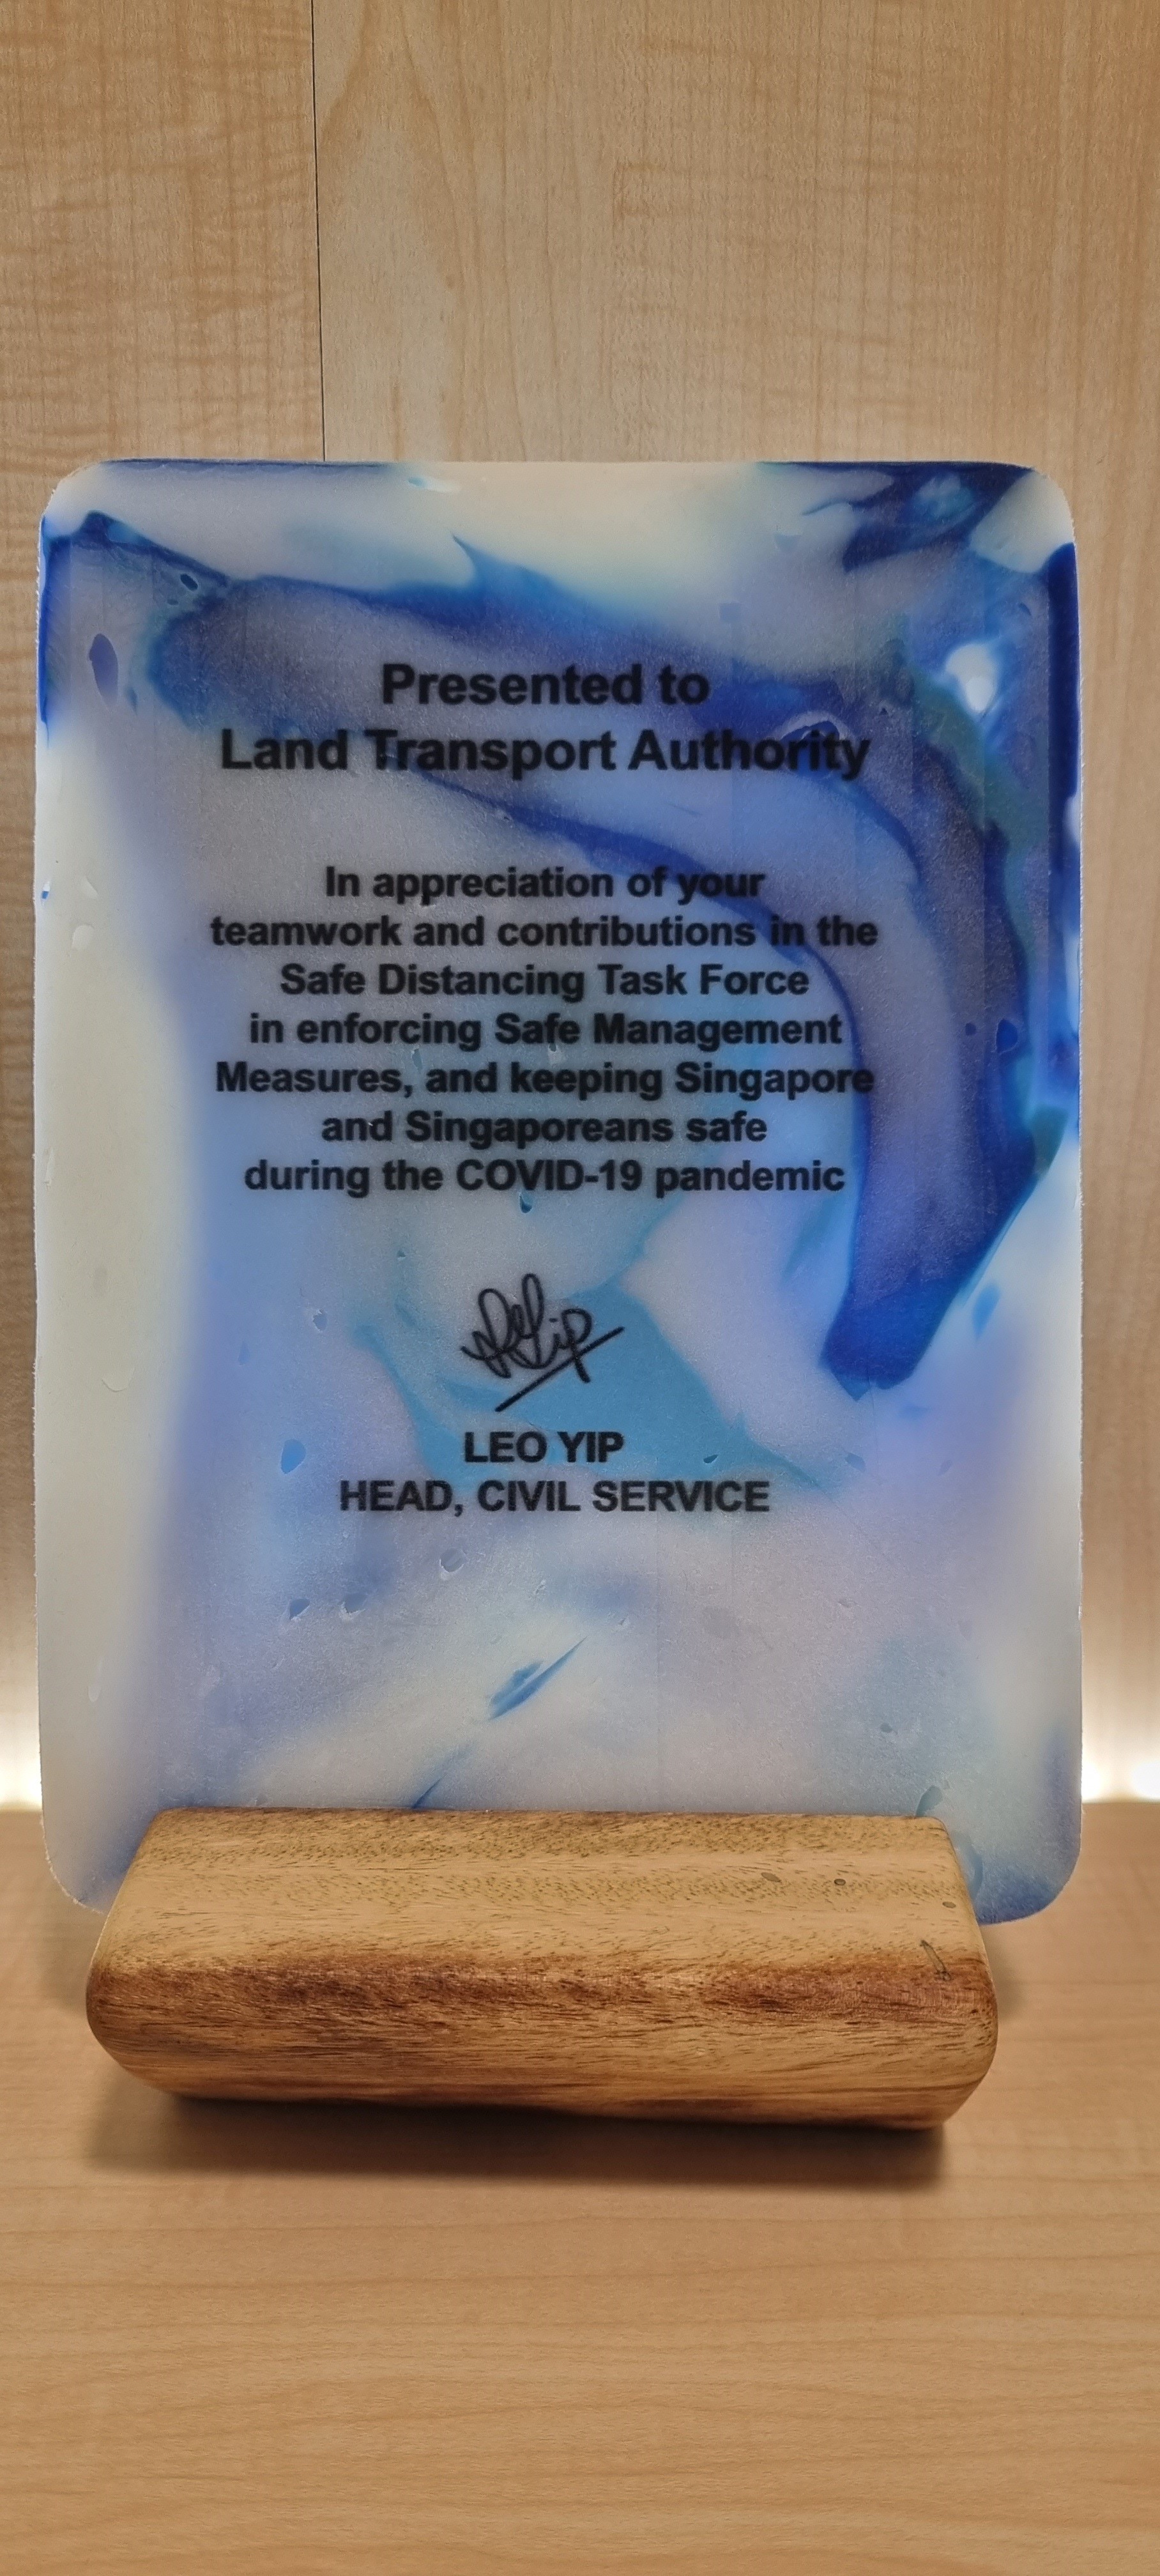 Presented to
Land Transport Authority
In appreciation of your
teamwork and contributions in the
Safe Distancing Task Force
in enforcing Safe Management
Measures, and keeping Singapore
and Singaporeans safe
during the COVID-19 pandemic
LEO YIP
HEAD, CIVIL SERVICE